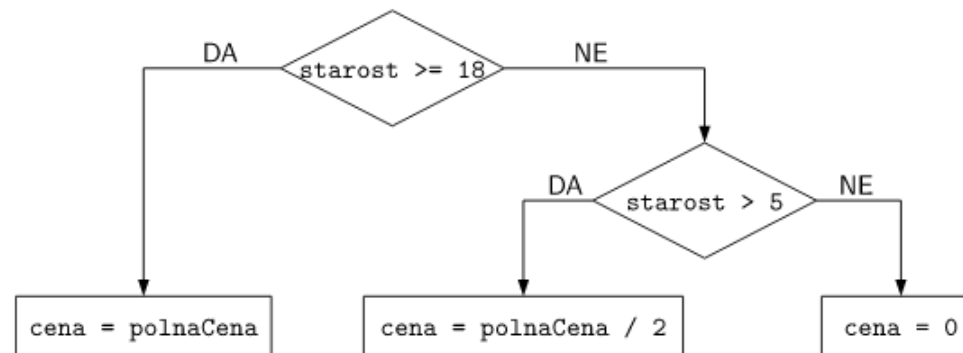 DA
starost >= 18
NE
DA
starost > 5
NE
cena = polnaCena
cena = polnaCena / 2
cena = 0